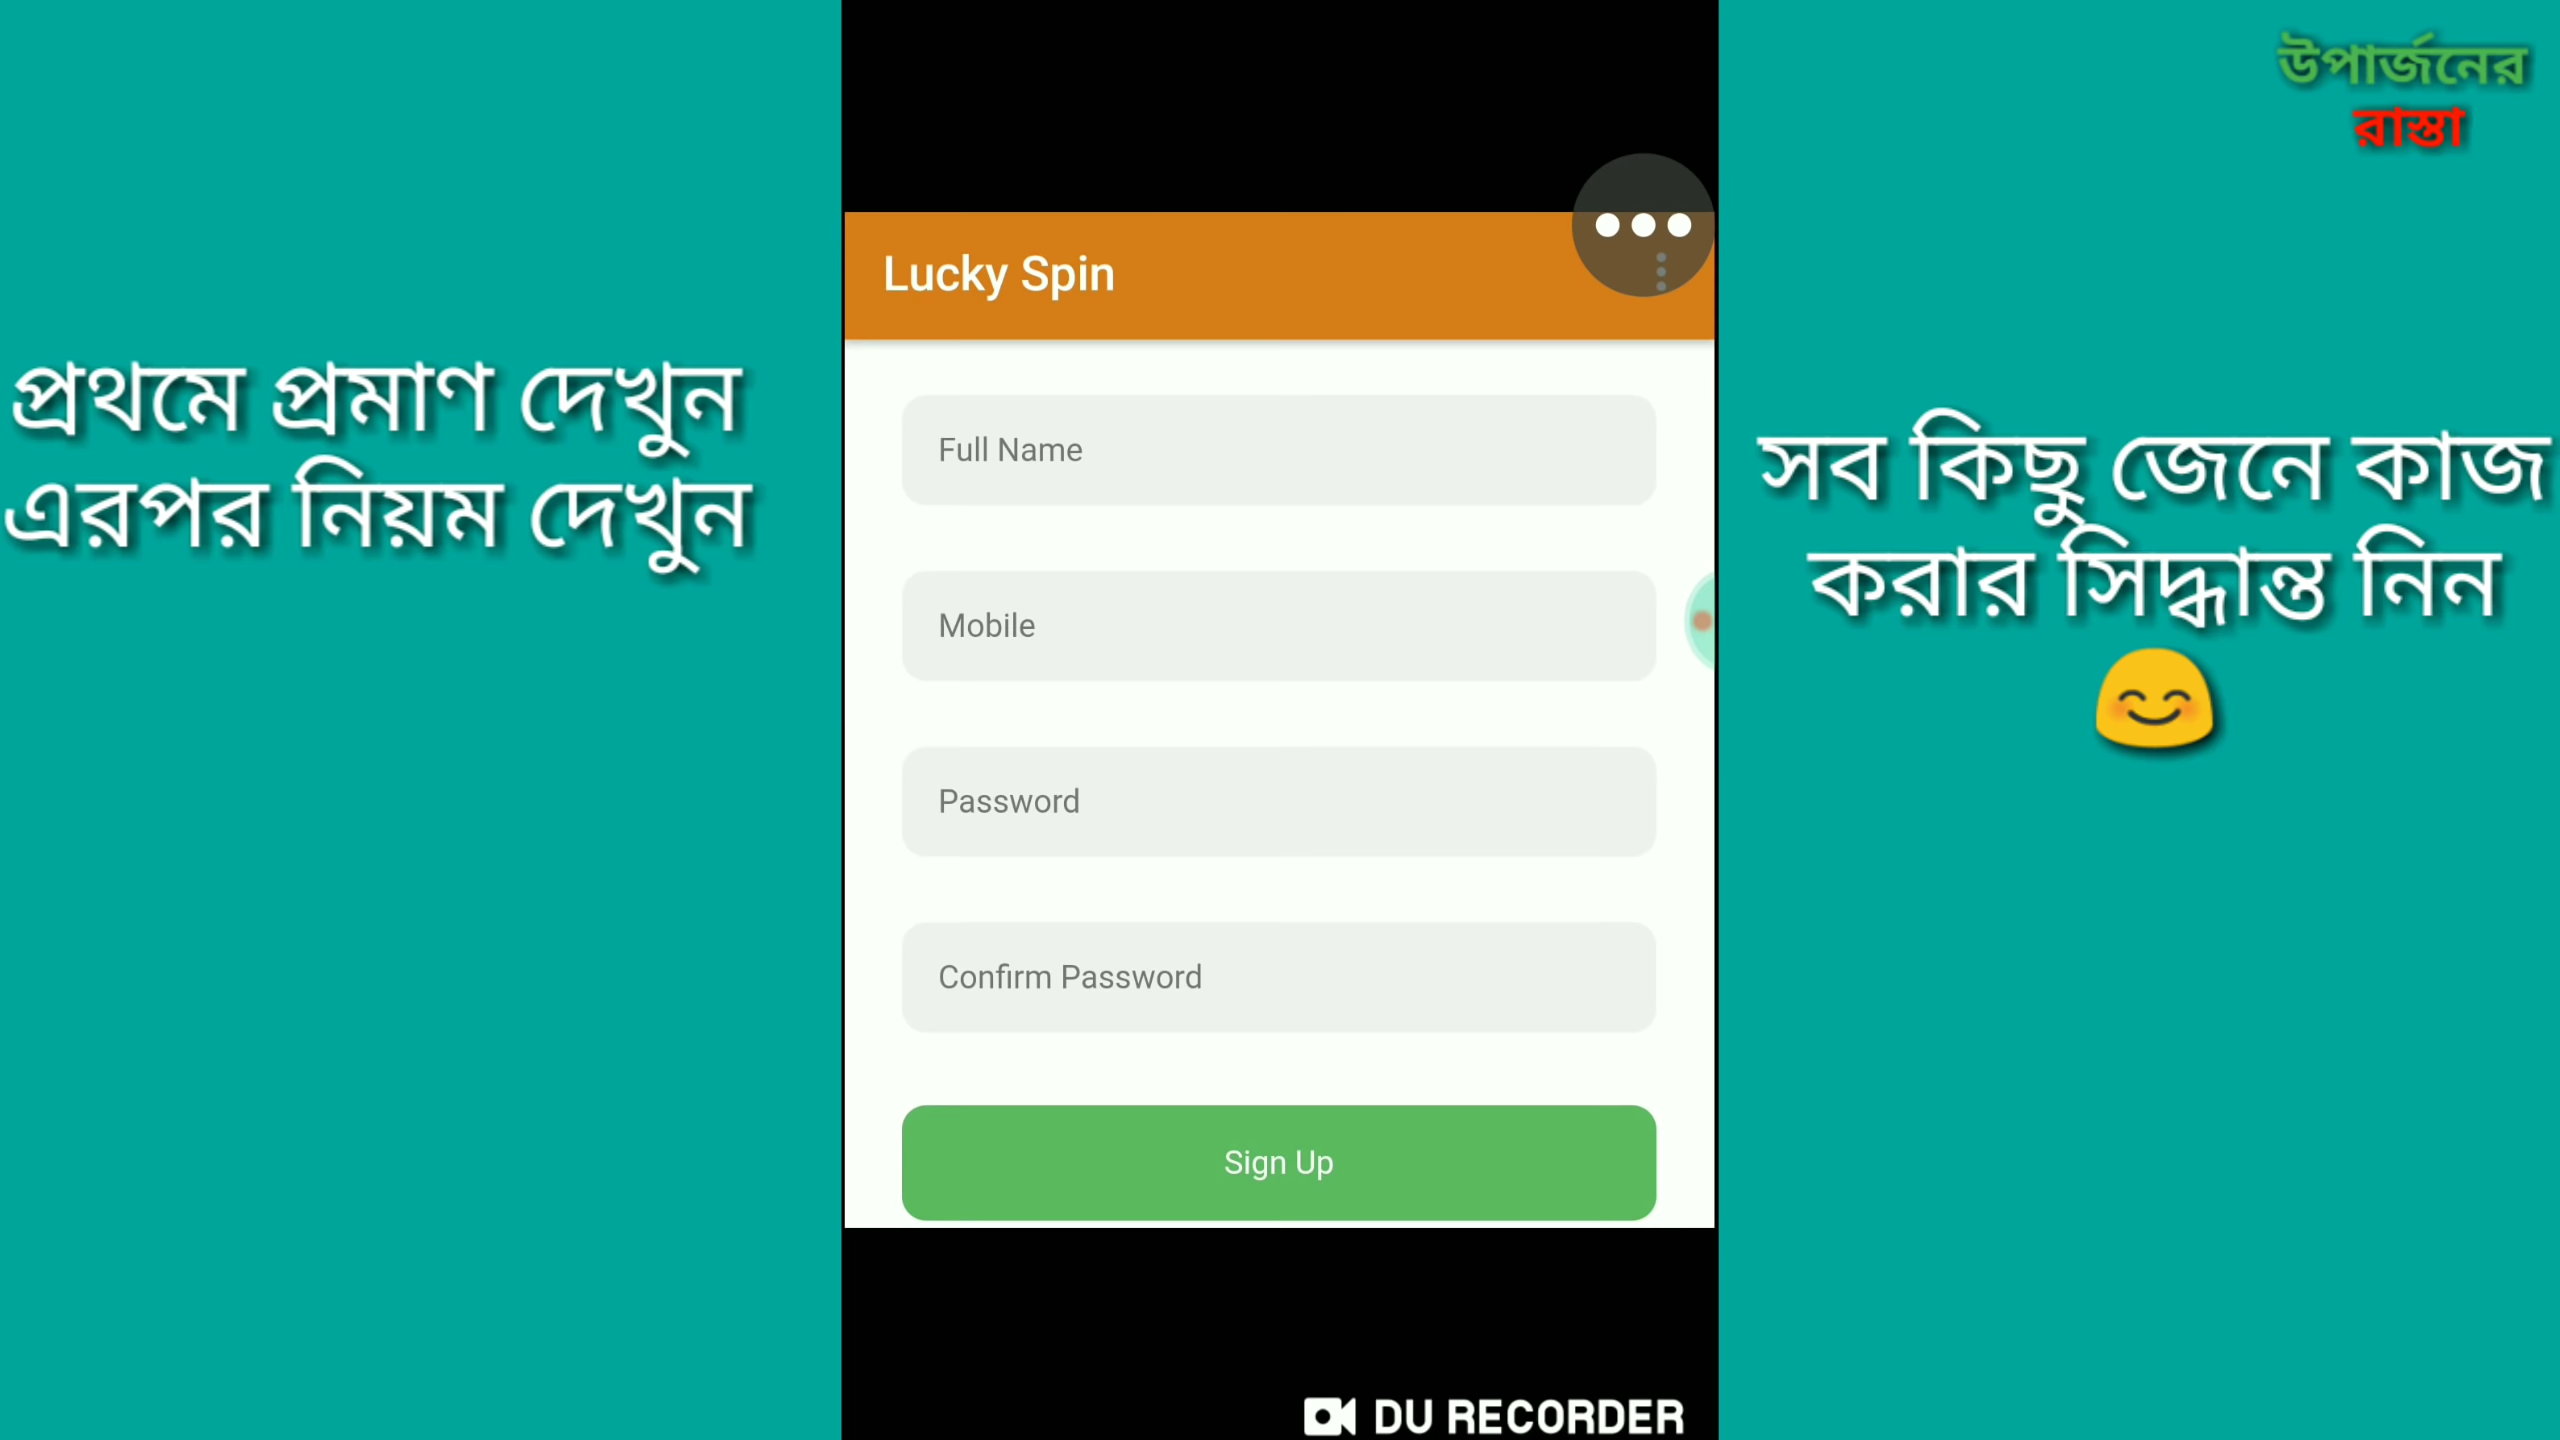 উপার্জনের
রাস্তা
প্রথমে প্রমাণ দেখুন
এরপর নিয়ম দেখুন
Lucky Spin
Full Name
Mobile
Password
Confirm Password
Sign Up
সব কিছু জেনে কাজ
করার সিদ্ধান্ত নিন
😊
DU RECORDER